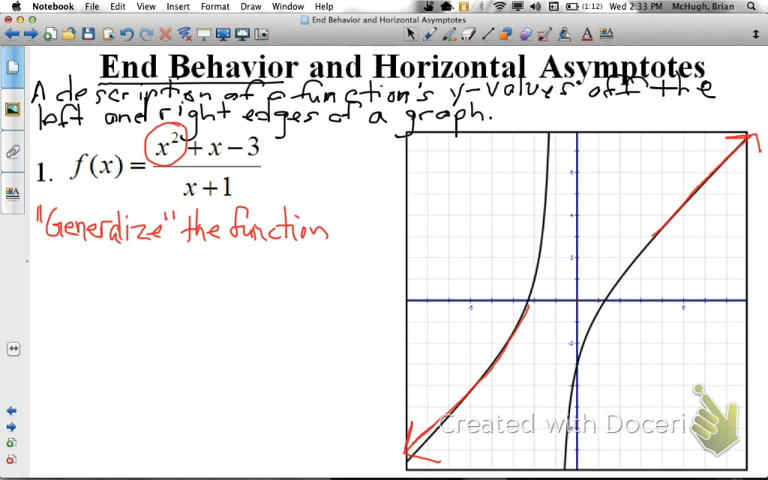 Notebook File Edit View Insert Format Draw Window Help (1:12) Wed 2:33 PM McHugh, Brian
End Behavior and Horizontal Asymptotes
End Behavior and Horizontal Asymptotes
A description of a function's y-values off the
left and right edges of a graph.
1. f(x) = x² + x − 3
x + 1
"Generalize" the function
Created with Doceri